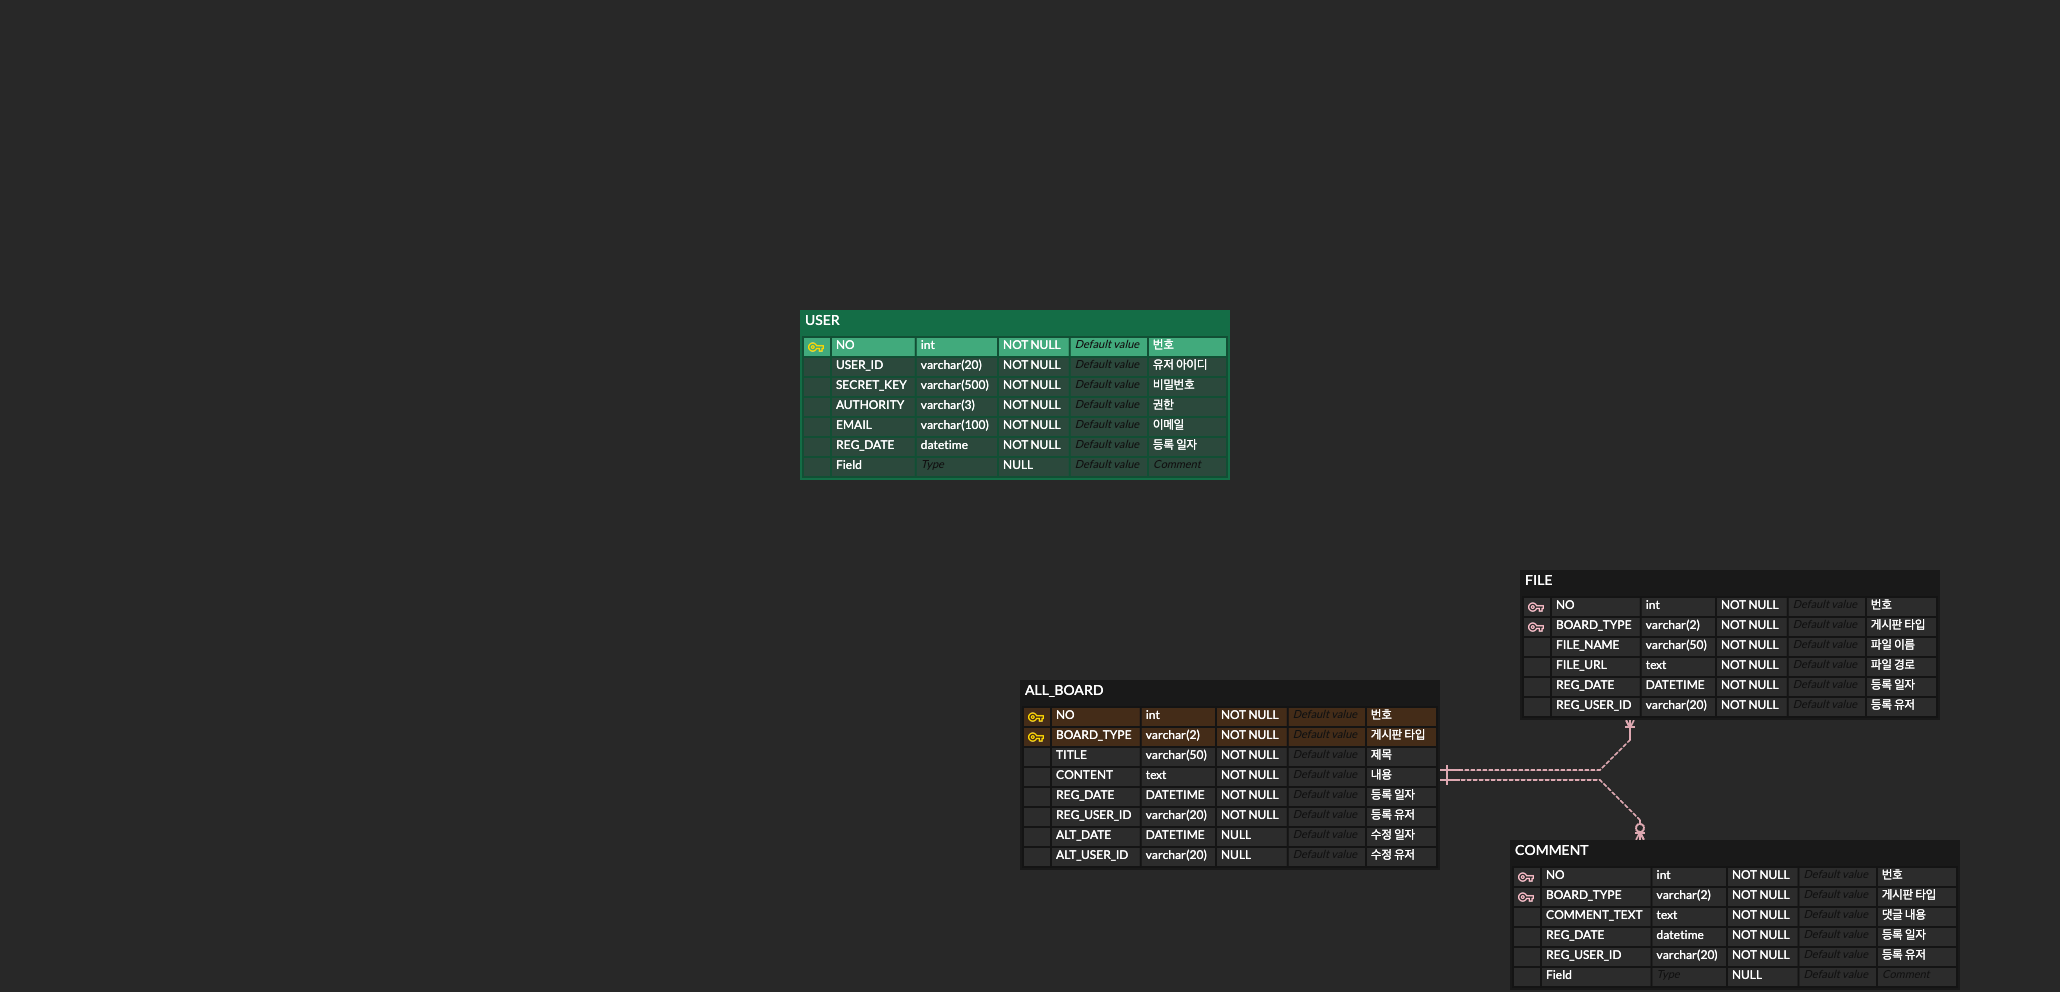 USER
NO int NOT NULL Default value 번호
USER_ID varchar(20) NOT NULL Default value 유저 아이디
SECRET_KEY varchar(500) NOT NULL Default value 비밀번호
AUTHORITY varchar(3) NOT NULL Default value 권한
EMAIL varchar(100) NOT NULL Default value 이메일
REG_DATE datetime NOT NULL Default value 등록 일자
Field Type NULL Default value Comment
FILE
NO int NOT NULL Default value 번호
BOARD_TYPE varchar(2) NOT NULL Default value 게시판 타입
FILE_NAME varchar(50) NOT NULL Default value 파일 이름
FILE_URL text NOT NULL Default value 파일 경로
REG_DATE DATETIME NOT NULL Default value 등록 일자
REG_USER_ID varchar(20) NOT NULL Default value 등록 유저
ALL_BOARD
NO int NOT NULL Default value 번호
BOARD_TYPE varchar(2) NOT NULL Default value 게시판 타입
TITLE varchar(50) NOT NULL Default value 제목
CONTENT text NOT NULL Default value 내용
REG_DATE DATETIME NOT NULL Default value 등록 일자
REG_USER_ID varchar(20) NOT NULL Default value 등록 유저
ALT_DATE DATETIME NULL Default value 수정 일자
ALT_USER_ID varchar(20) NULL Default value 수정 유저
COMMENT
NO int NOT NULL Default value 번호
BOARD_TYPE varchar(2) NOT NULL Default value 게시판 타입
COMMENT_TEXT text NOT NULL Default value 댓글 내용
REG_DATE datetime NOT NULL Default value 등록 일자
REG_USER_ID varchar(20) NOT NULL Default value 등록 유저
Field Type NULL Default value Comment